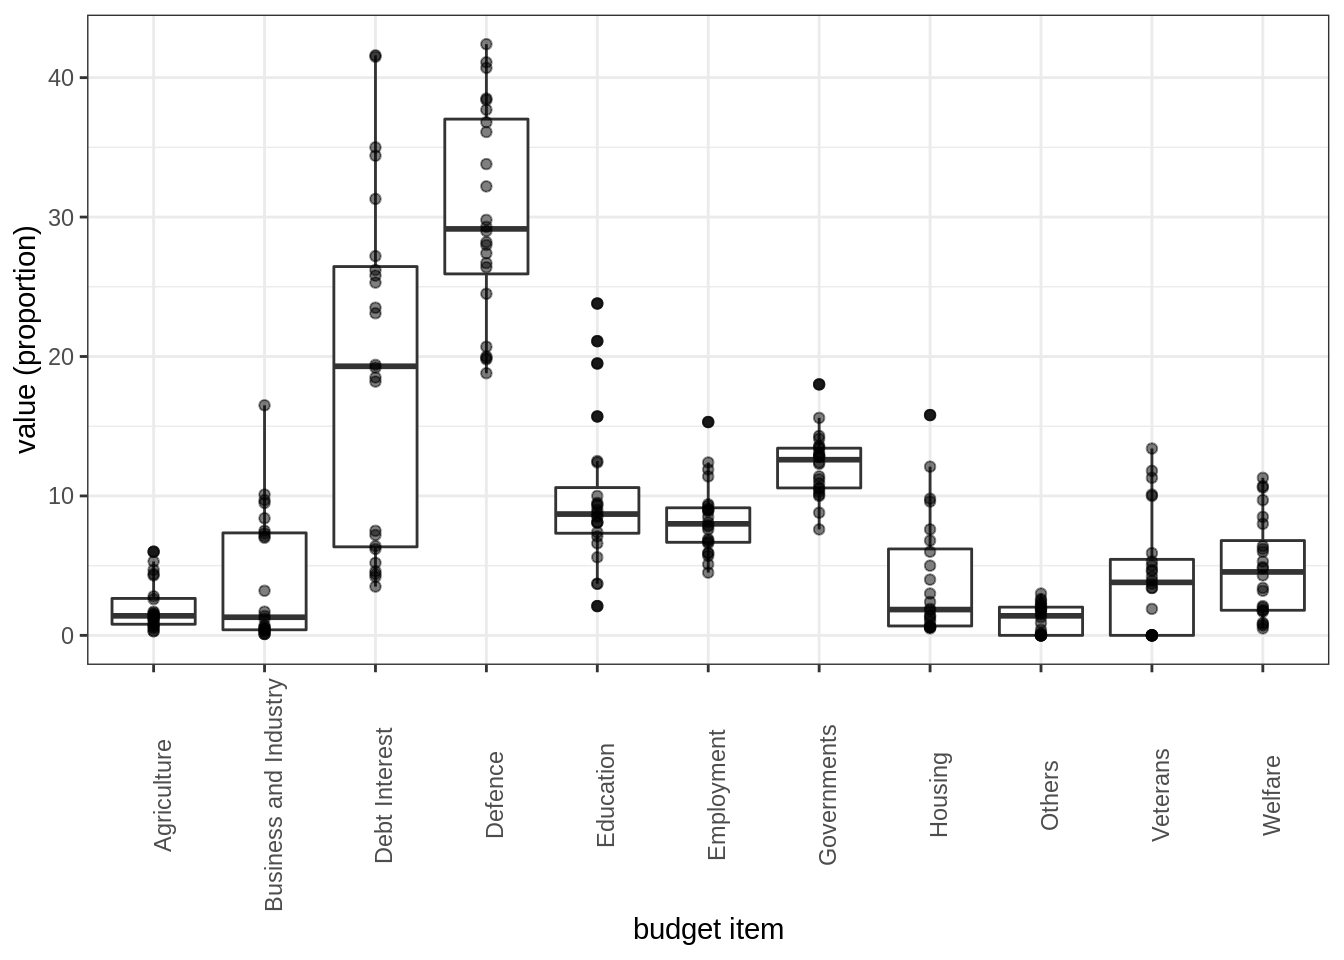 value (proportion)
40
30
20
10
0
Agriculture
Business and Industry
Debt Interest
Defence
Education
Employment
Governments
Housing
Others
Veterans
Welfare
budget item